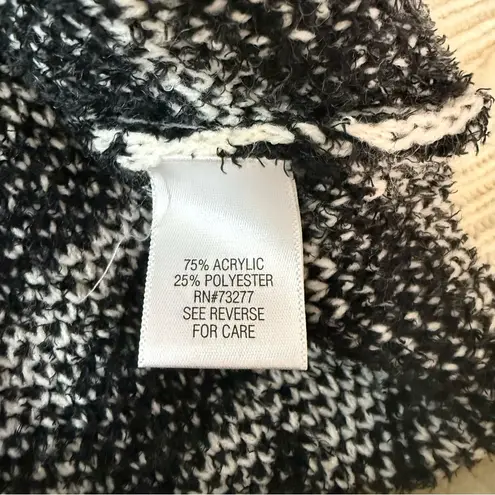 75% ACRYLIC
25% POLYESTER
RN#73277
SEE REVERSE
FOR CARE